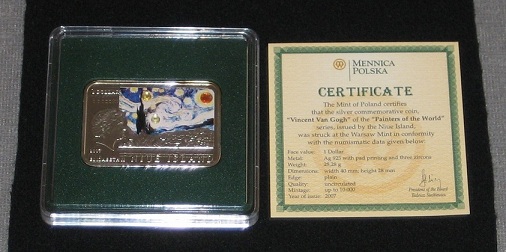 1 DOLLAR
2007
ELIZABETH II NIUE ISLAND
MENNICA
POLSKA
CERTIFICATE
The Mint of Poland certifies
that the silver commemorative coin,
"Vincent Van Gogh" of the "Painters of the World"
series, issued by the Niue Island,
was struck at the Warsaw Mint in conformity
with the numismatic data given below:
Face value: 1 Dollar
Metal: Ag 925 with pad printing and three zircons
Weight: 28,28 g
Dimensions: width 40 mm, height 28 mm
Edge: plain
Quality: uncirculated
Mintage: up to
Year of issue: 2007
President of the Board
Tadeusz